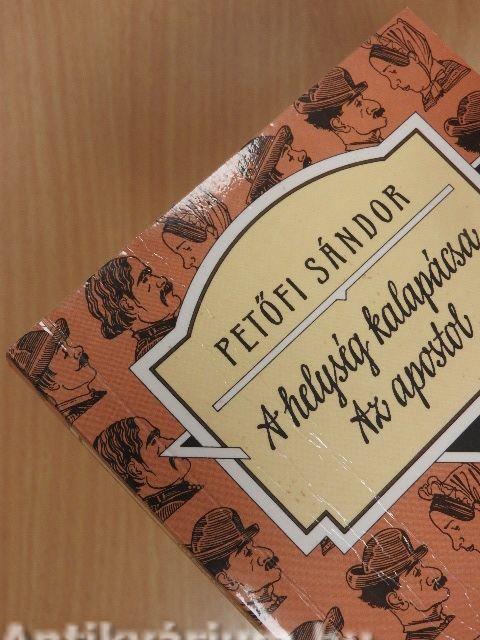 PETŐFI SÁNDOR
A helység kalapácsa
Az apostol